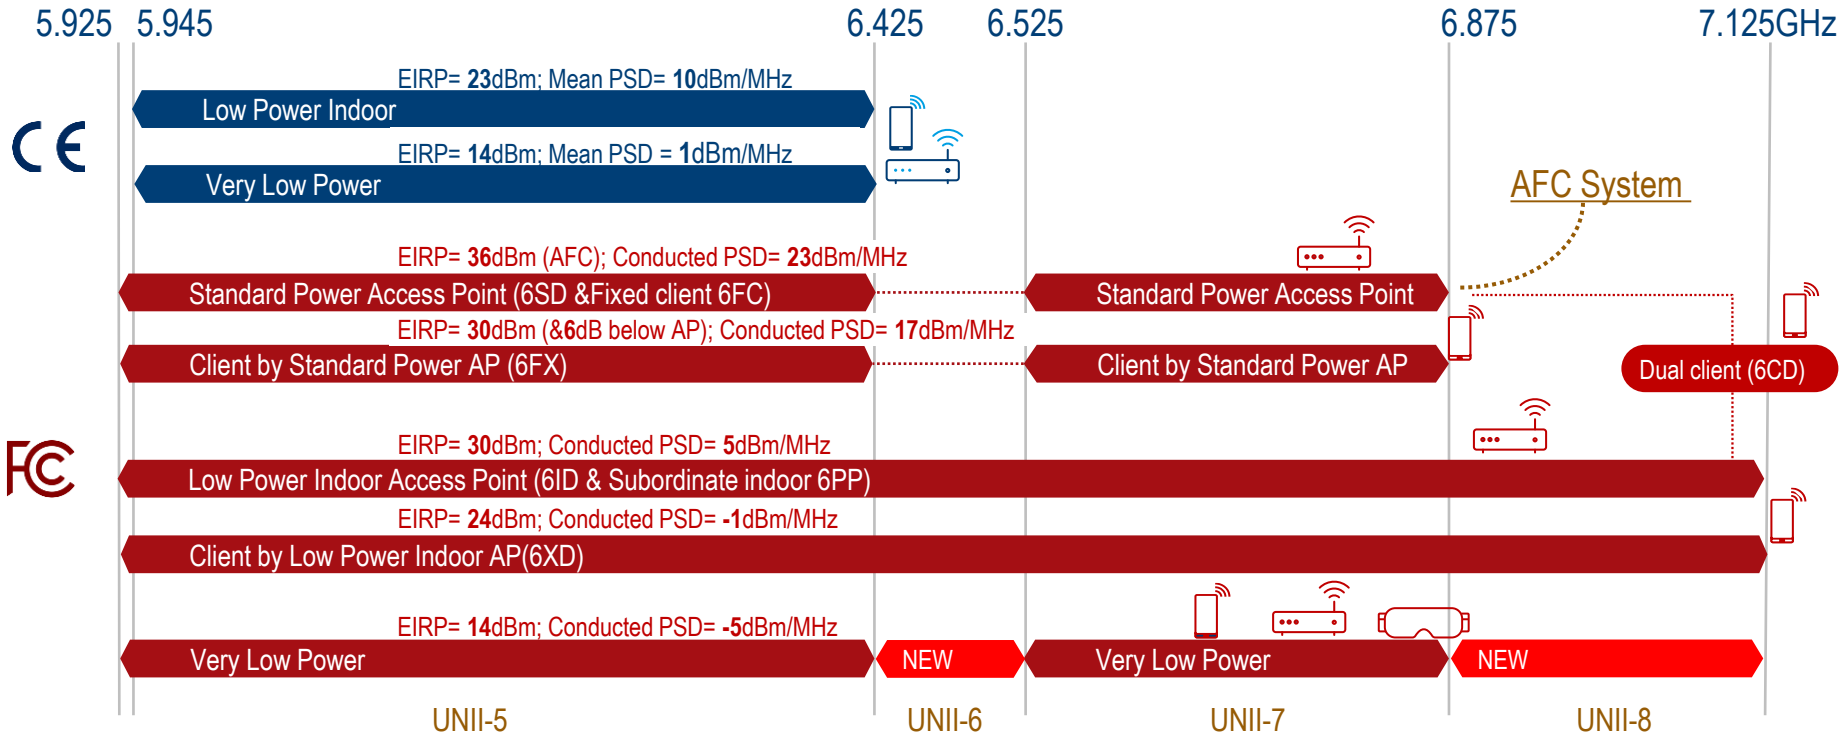 5.925 5.945 6.425 6.525 6.875 7.125GHz
EIRP= 23dBm; Mean PSD= 10dBm/MHz
Low Power Indoor
CE
EIRP= 14dBm; Mean PSD = 1dBm/MHz
Very Low Power
AFC System
EIRP= 36dBm (AFC); Conducted PSD= 23dBm/MHz
Standard Power Access Point (6SD &Fixed client 6FC) Standard Power Access Point
EIRP= 30dBm (&6dB below AP); Conducted PSD= 17dBm/MHz
Client by Standard Power AP (6FX) Client by Standard Power AP Dual client (6CD)
EIRP= 30dBm; Conducted PSD= 5dBm/MHz
FC
Low Power Indoor Access Point (6ID & Subordinate indoor 6PP)
EIRP= 24dBm; Conducted PSD= -1dBm/MHz
Client by Low Power Indoor AP(6XD)
EIRP= 14dBm; Conducted PSD= -5dBm/MHz
Very Low Power NEW Very Low Power NEW
UNII-5 UNII-6 UNII-7 UNII-8